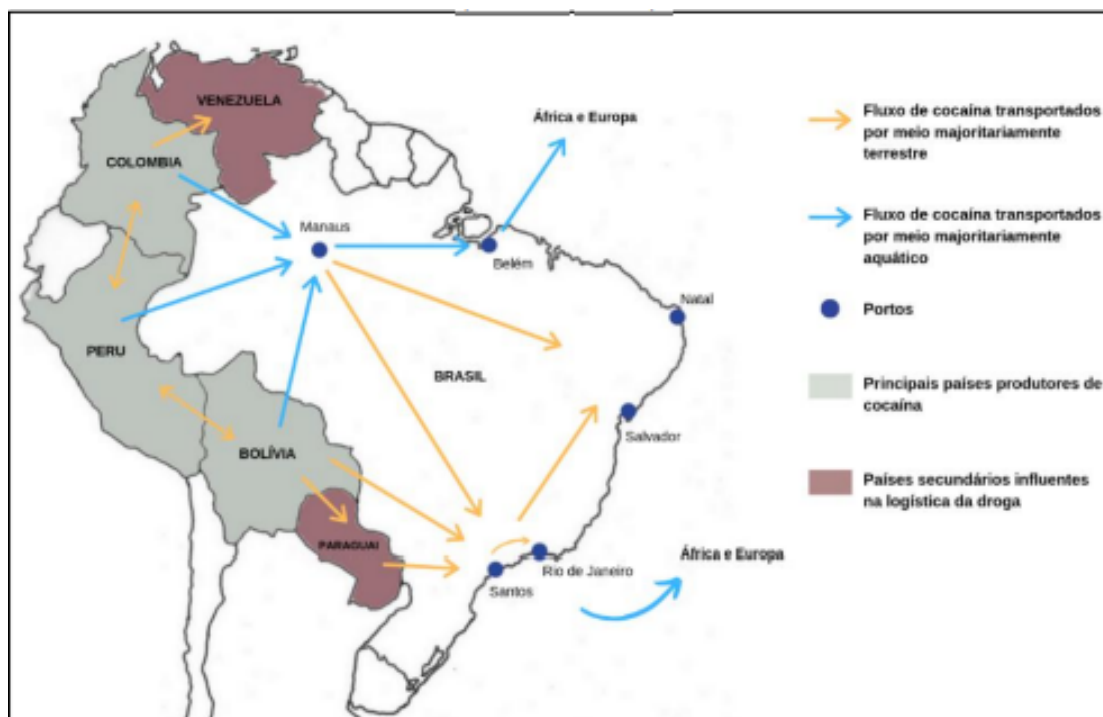 VENEZUELA
COLOMBIA
PERU
BOLÍVIA
PARAGUAI
BRASIL
Manaus
Belém
Natal
Salvador
Rio de Janeiro
Santos
África e Europa
África e Europa
Fluxo de cocaína transportados
por meio majoritariamente
terrestre
Fluxo de cocaína transportados
por meio majoritariamente
aquático
Portos
Principais países produtores de
cocaína
Países secundários influentes
na logística da droga